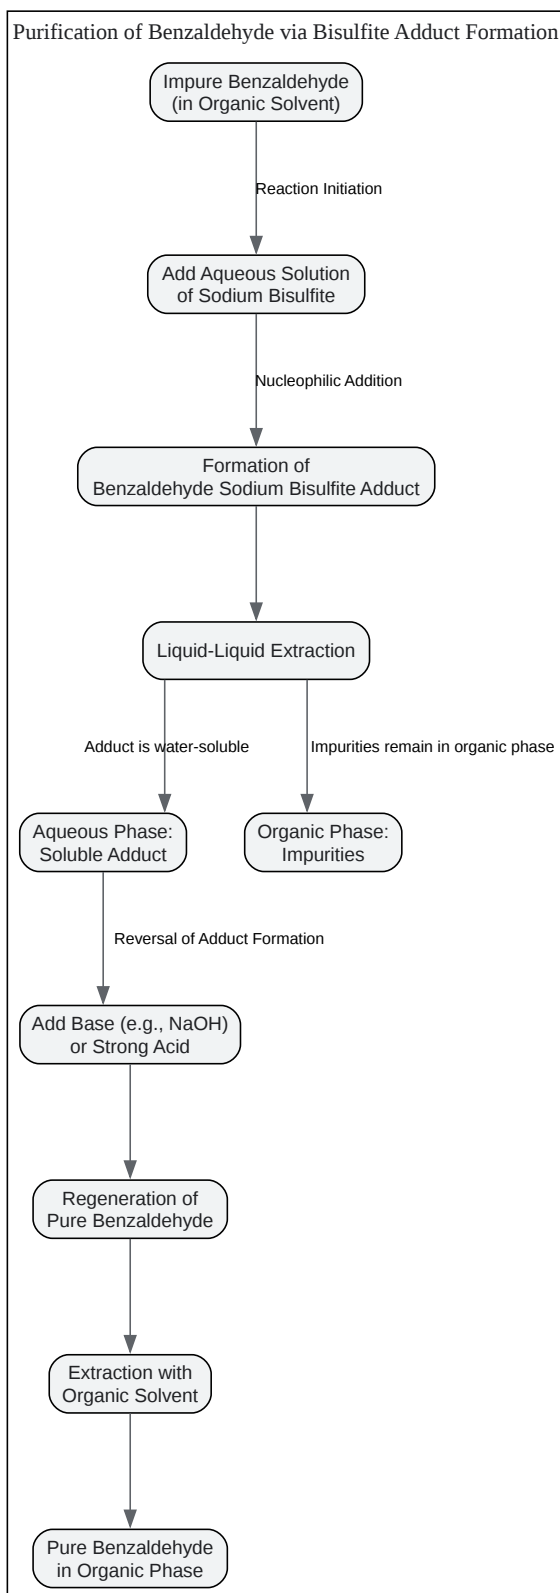 Purification of Benzaldehyde via Bisulfite Adduct Formation
Impure Benzaldehyde
(in Organic Solvent)
Reaction Initiation
Add Aqueous Solution
of Sodium Bisulfite
Nucleophilic Addition
Formation of
Benzaldehyde Sodium Bisulfite Adduct
Liquid-Liquid Extraction
Adduct is water-soluble
Impurities remain in organic phase
Aqueous Phase:
Soluble Adduct
Organic Phase:
Impurities
Reversal of Adduct Formation
Add Base (e.g., NaOH)
or Strong Acid
Regeneration of
Pure Benzaldehyde
Extraction with
Organic Solvent
Pure Benzaldehyde
in Organic Phase